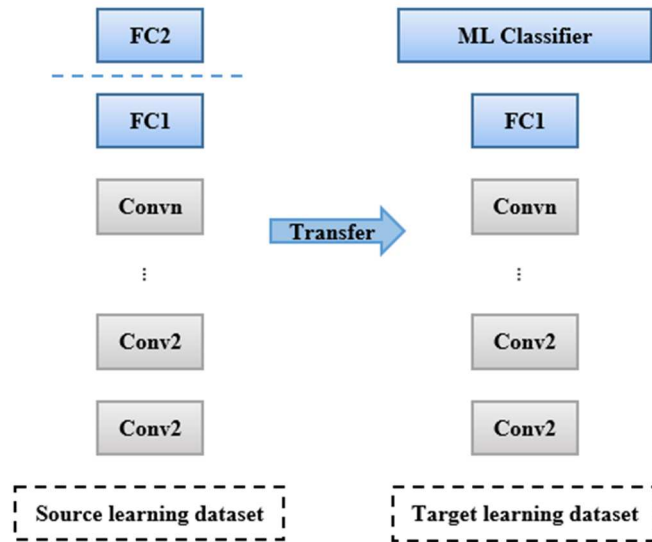 FC2
ML Classifier
FC1
FC1
Convn
Convn
Transfer
...
...
Conv2
Conv2
Conv2
Conv2
Source learning dataset
Target learning dataset